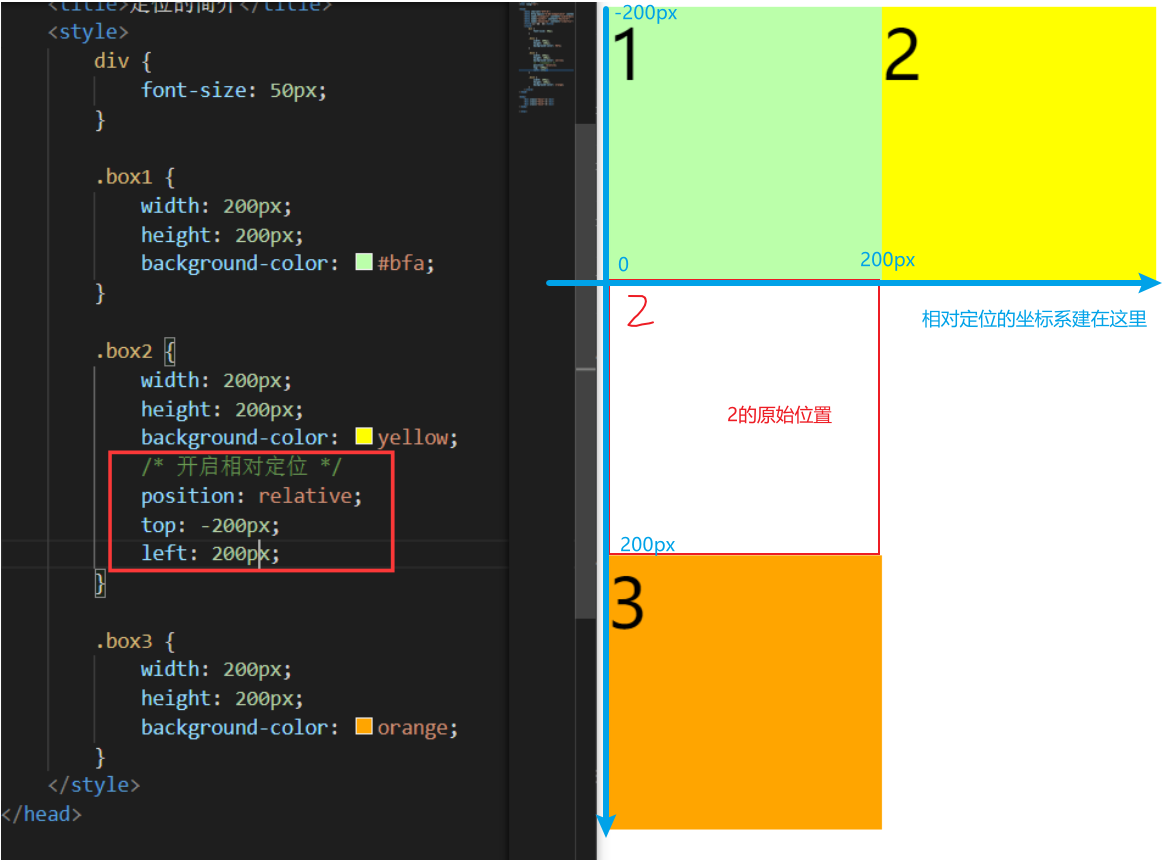 <title>定位的简介</title>
<style>
div {
font-size: 50px;
}
.box1 {
width: 200px;
height: 200px;
background-color: #bfa;
}
.box2 {
width: 200px;
height: 200px;
background-color: yellow;
/* 开启相对定位 */
position: relative;
top: -200px;
left: 200px;
}
.box3 {
width: 200px;
height: 200px;
background-color: orange;
}
</style>
</head>
-200px
1
2
0
200px
相对定位的坐标系建在这里
2
2的原始位置
200px
3